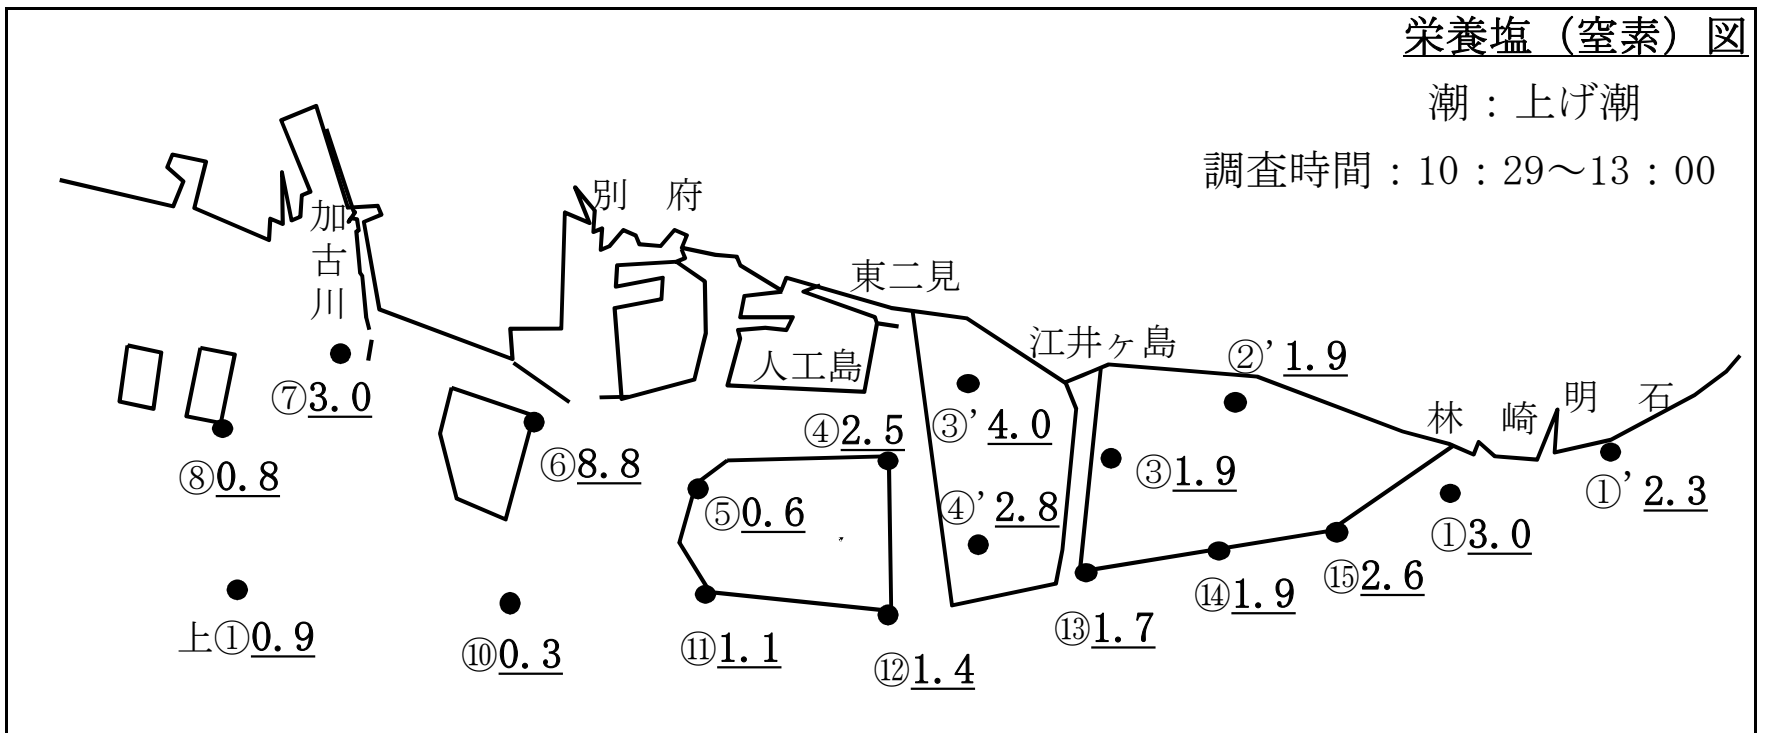 栄養塩（窒素）図
潮：上げ潮
調査時間：10：29～13：00
加古川
別府
東二見
人工島
江井ヶ島
林崎
明石
②’1.9
⑦3.0
③’4.0
④2.5
⑥8.8
⑧0.8
③1.9
①’2.3
⑤0.6
④’2.8
①3.0
⑮2.6
⑭1.9
⑬1.7
上①0.9
⑩0.3
⑪1.1
⑫1.4